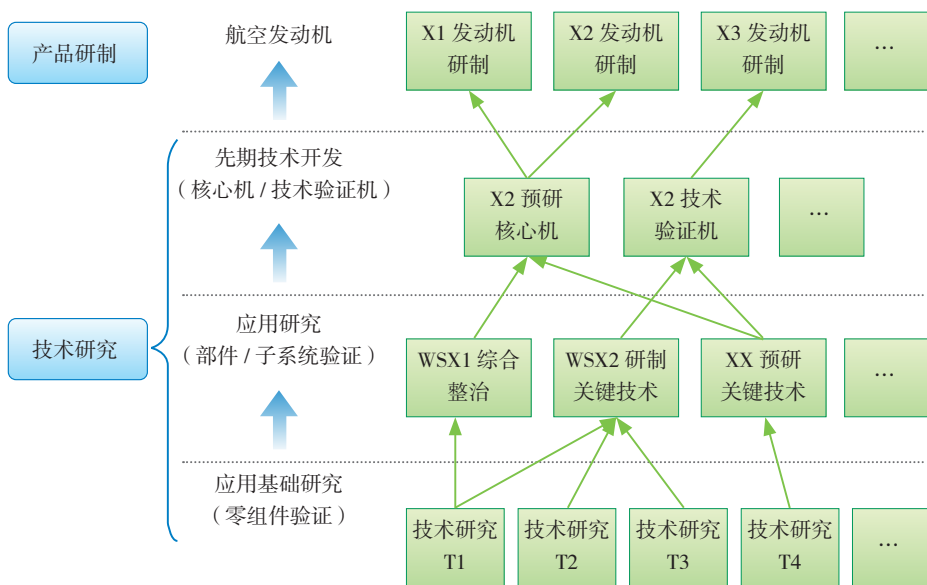 产品研制
航空发动机
X1 发动机
研制
X2 发动机
研制
X3 发动机
研制
…
先期技术开发
（核心机 / 技术验证机）
X2 预研
核心机
X2 技术
验证机
…
技术研究
应用研究
（部件 / 子系统验证）
WSX1 综合
整治
WSX2 研制
关键技术
XX 预研
关键技术
…
应用基础研究
（零组件验证）
技术研究
T1
技术研究
T2
技术研究
T3
技术研究
T4
…